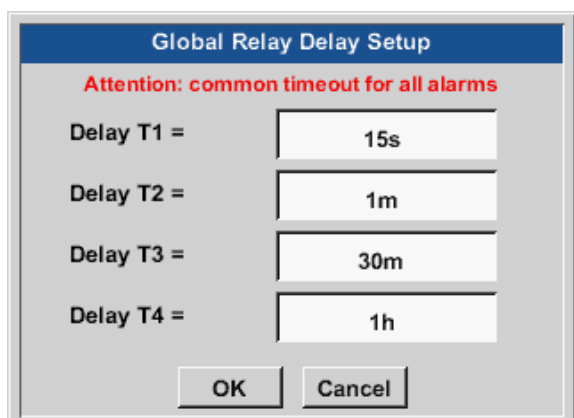 Global Relay Delay Setup
Attention: common timeout for all alarms
Delay T1 = 15s
Delay T2 = 1m
Delay T3 = 30m
Delay T4 = 1h
OK Cancel